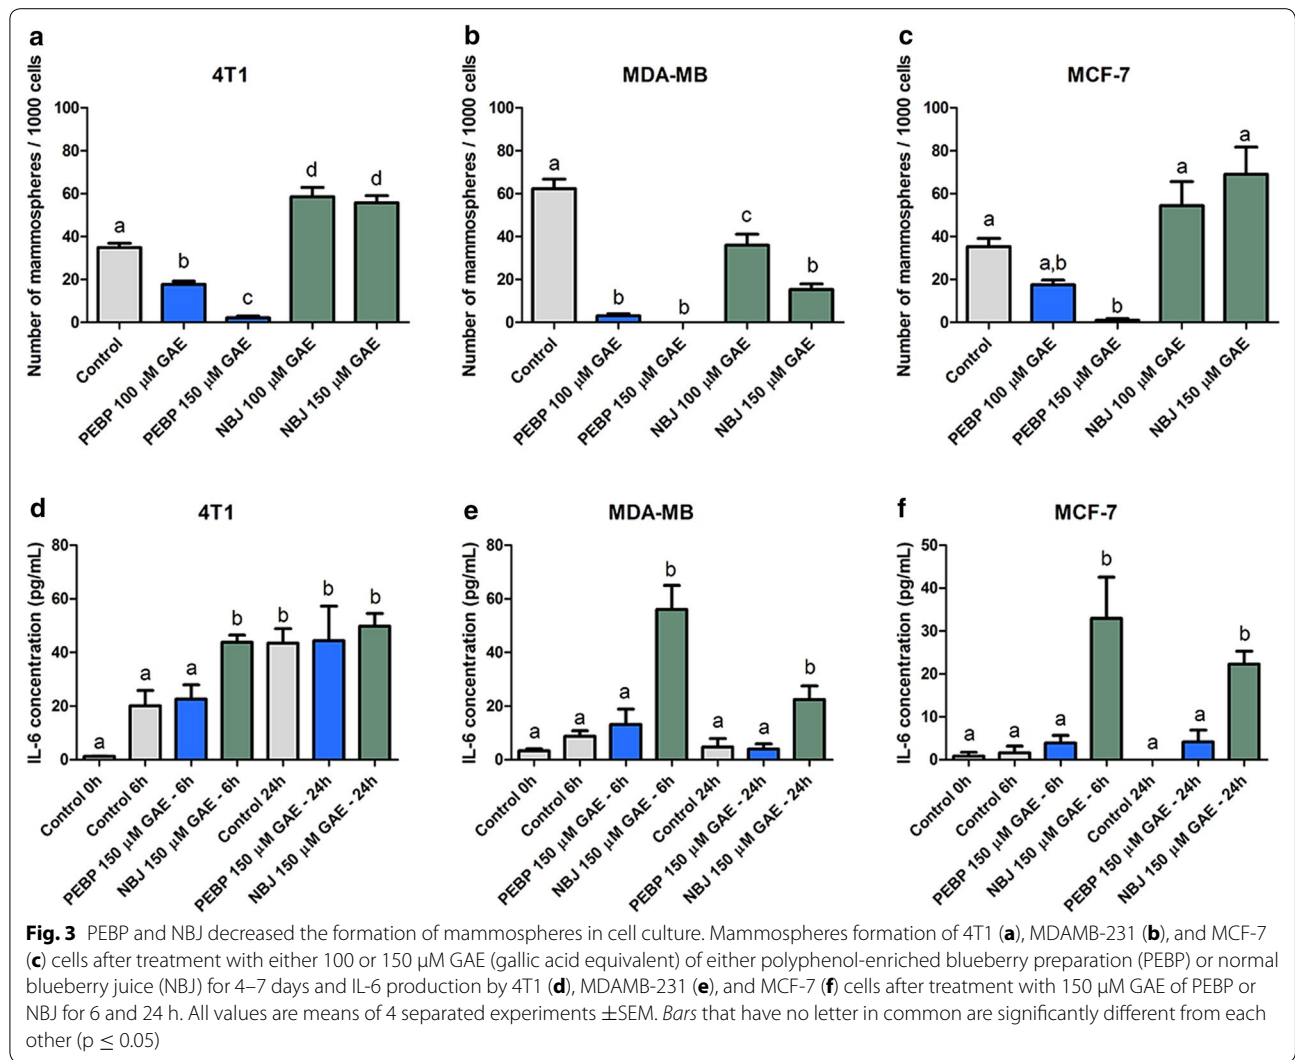 a
4T1
Number of mammospheres / 1000 cells
100
80
60
40
20
0
a
b
c
d
d
Control
PEBP 100 µM GAE
PEBP 150 µM GAE
NBJ 100 µM GAE
NBJ 150 µM GAE
b
MDA-MB
Number of mammospheres / 1000 cells
100
80
60
40
20
0
a
b
b
c
b
Control
PEBP 100 µM GAE
PEBP 150 µM GAE
NBJ 100 µM GAE
NBJ 150 µM GAE
c
MCF-7
Number of mammospheres / 1000 cells
100
80
60
40
20
0
a
a,b
b
a
a
Control
PEBP 100 µM GAE
PEBP 150 µM GAE
NBJ 100 µM GAE
NBJ 150 µM GAE
d
4T1
IL-6 concentration (pg/mL)
80
60
40
20
0
a
a
a
b
b
b
b
Control 0h
Control 6h
PEBP 150 µM GAE - 6h
NBJ 150 µM GAE - 6h
Control 24h
PEBP 150 µM GAE - 24h
NBJ 150 µM GAE - 24h
e
MDA-MB
IL-6 concentration (pg/mL)
80
60
40
20
0
a
a
a
b
a
a
b
Control 0h
Control 6h
PEBP 150 µM GAE - 6h
NBJ 150 µM GAE - 6h
Control 24h
PEBP 150 µM GAE - 24h
NBJ 150 µM GAE - 24h
f
MCF-7
IL-6 concentration (pg/mL)
50
40
30
20
10
0
a
a
a
b
a
a
b
Control 0h
Control 6h
PEBP 150 µM GAE - 6h
NBJ 150 µM GAE - 6h
Control 24h
PEBP 150 µM GAE - 24h
NBJ 150 µM GAE - 24h
Fig. 3 PEBP and NBJ decreased the formation of mammospheres in cell culture. Mammospheres formation of 4T1 (a), MDAMB-231 (b), and MCF-7
(c) cells after treatment with either 100 or 150 µM GAE (gallic acid equivalent) of either polyphenol-enriched blueberry preparation (PEBP) or normal
blueberry juice (NBJ) for 4–7 days and IL-6 production by 4T1 (d), MDAMB-231 (e), and MCF-7 (f) cells after treatment with 150 µM GAE of PEBP or
NBJ for 6 and 24 h. All values are means of 4 separated experiments ±SEM. Bars that have no letter in common are significantly different from each
other (p ≤ 0.05)